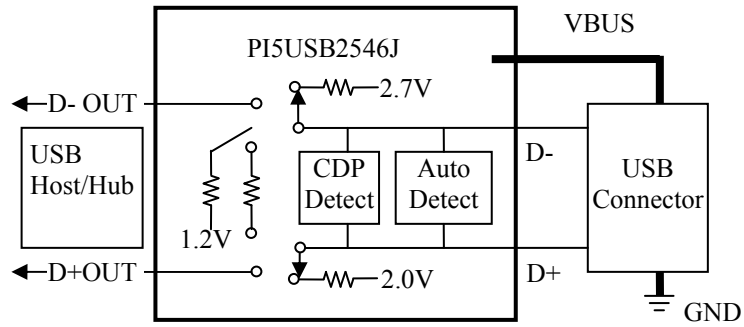 PI5USB2546J
VBUS
2.7V
D- OUT
USB
Host/Hub
D-
CDP
Detect
Auto
Detect
USB
Connector
1.2V
D+OUT
2.0V
D+
GND